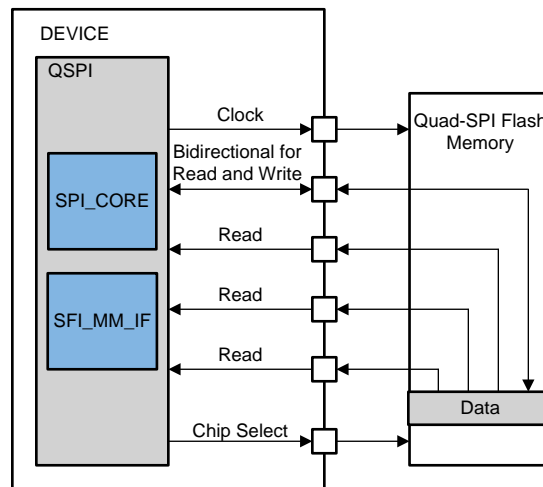 DEVICE
QSPI
Clock
Quad-SPI Flash
Memory
Bidirectional for
Read and Write
SPI_CORE
Read
SFI_MM_IF
Read
Read
Data
Chip Select